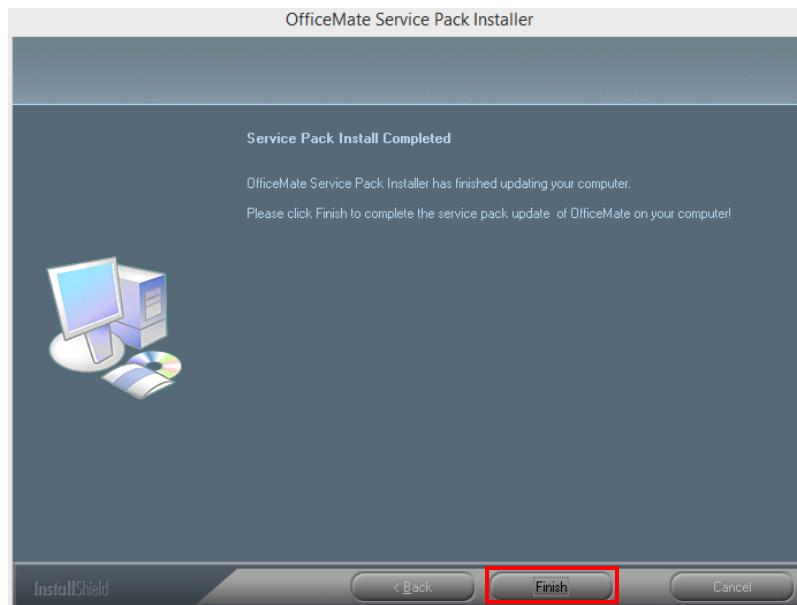 OfficeMate Service Pack Installer
Service Pack Install Completed
OfficeMate Service Pack Installer has finished updating your computer.
Please click Finish to complete the service pack update of OfficeMate on your computer!
InstallShield
< Back
Finish
Cancel